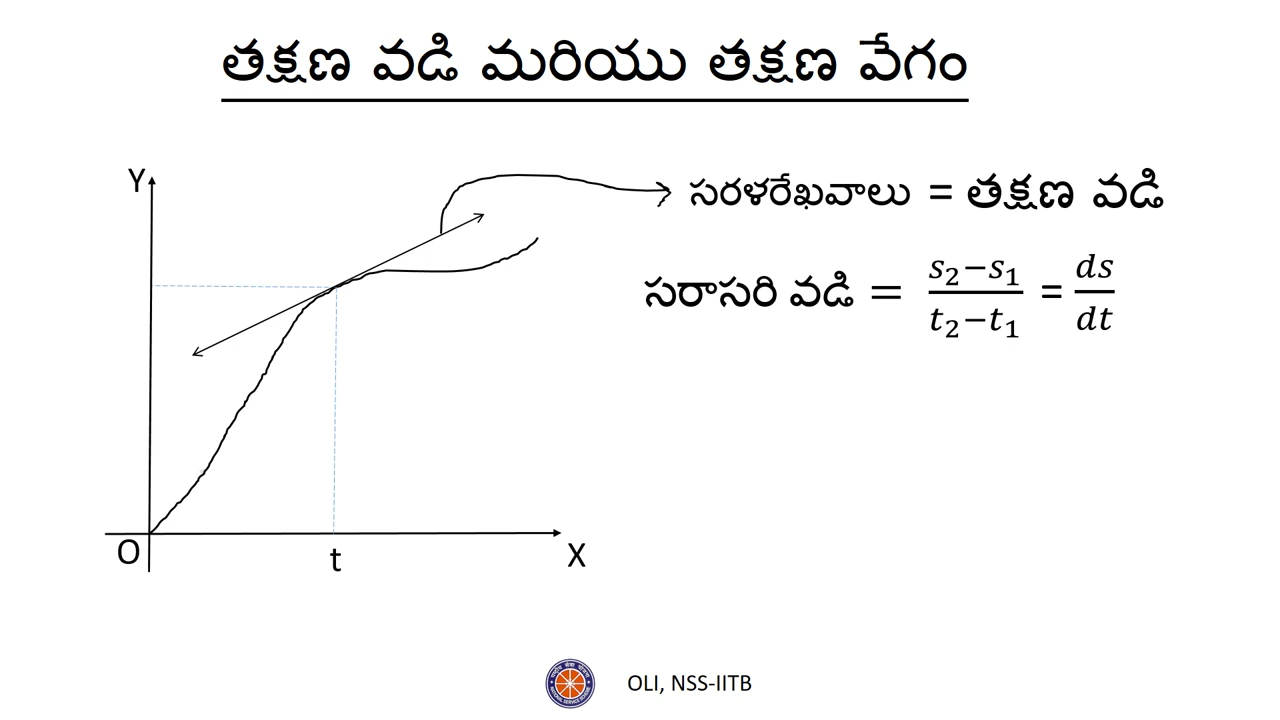 తక్షణ వడి మరియు తక్షణ వేగం
Y
సరళరేఖవాలు = తక్షణ వడి
సరాసరి వడి = s₂−s₁ / t₂−t₁ = ds / dt
O
t
X
OLI, NSS-IITB